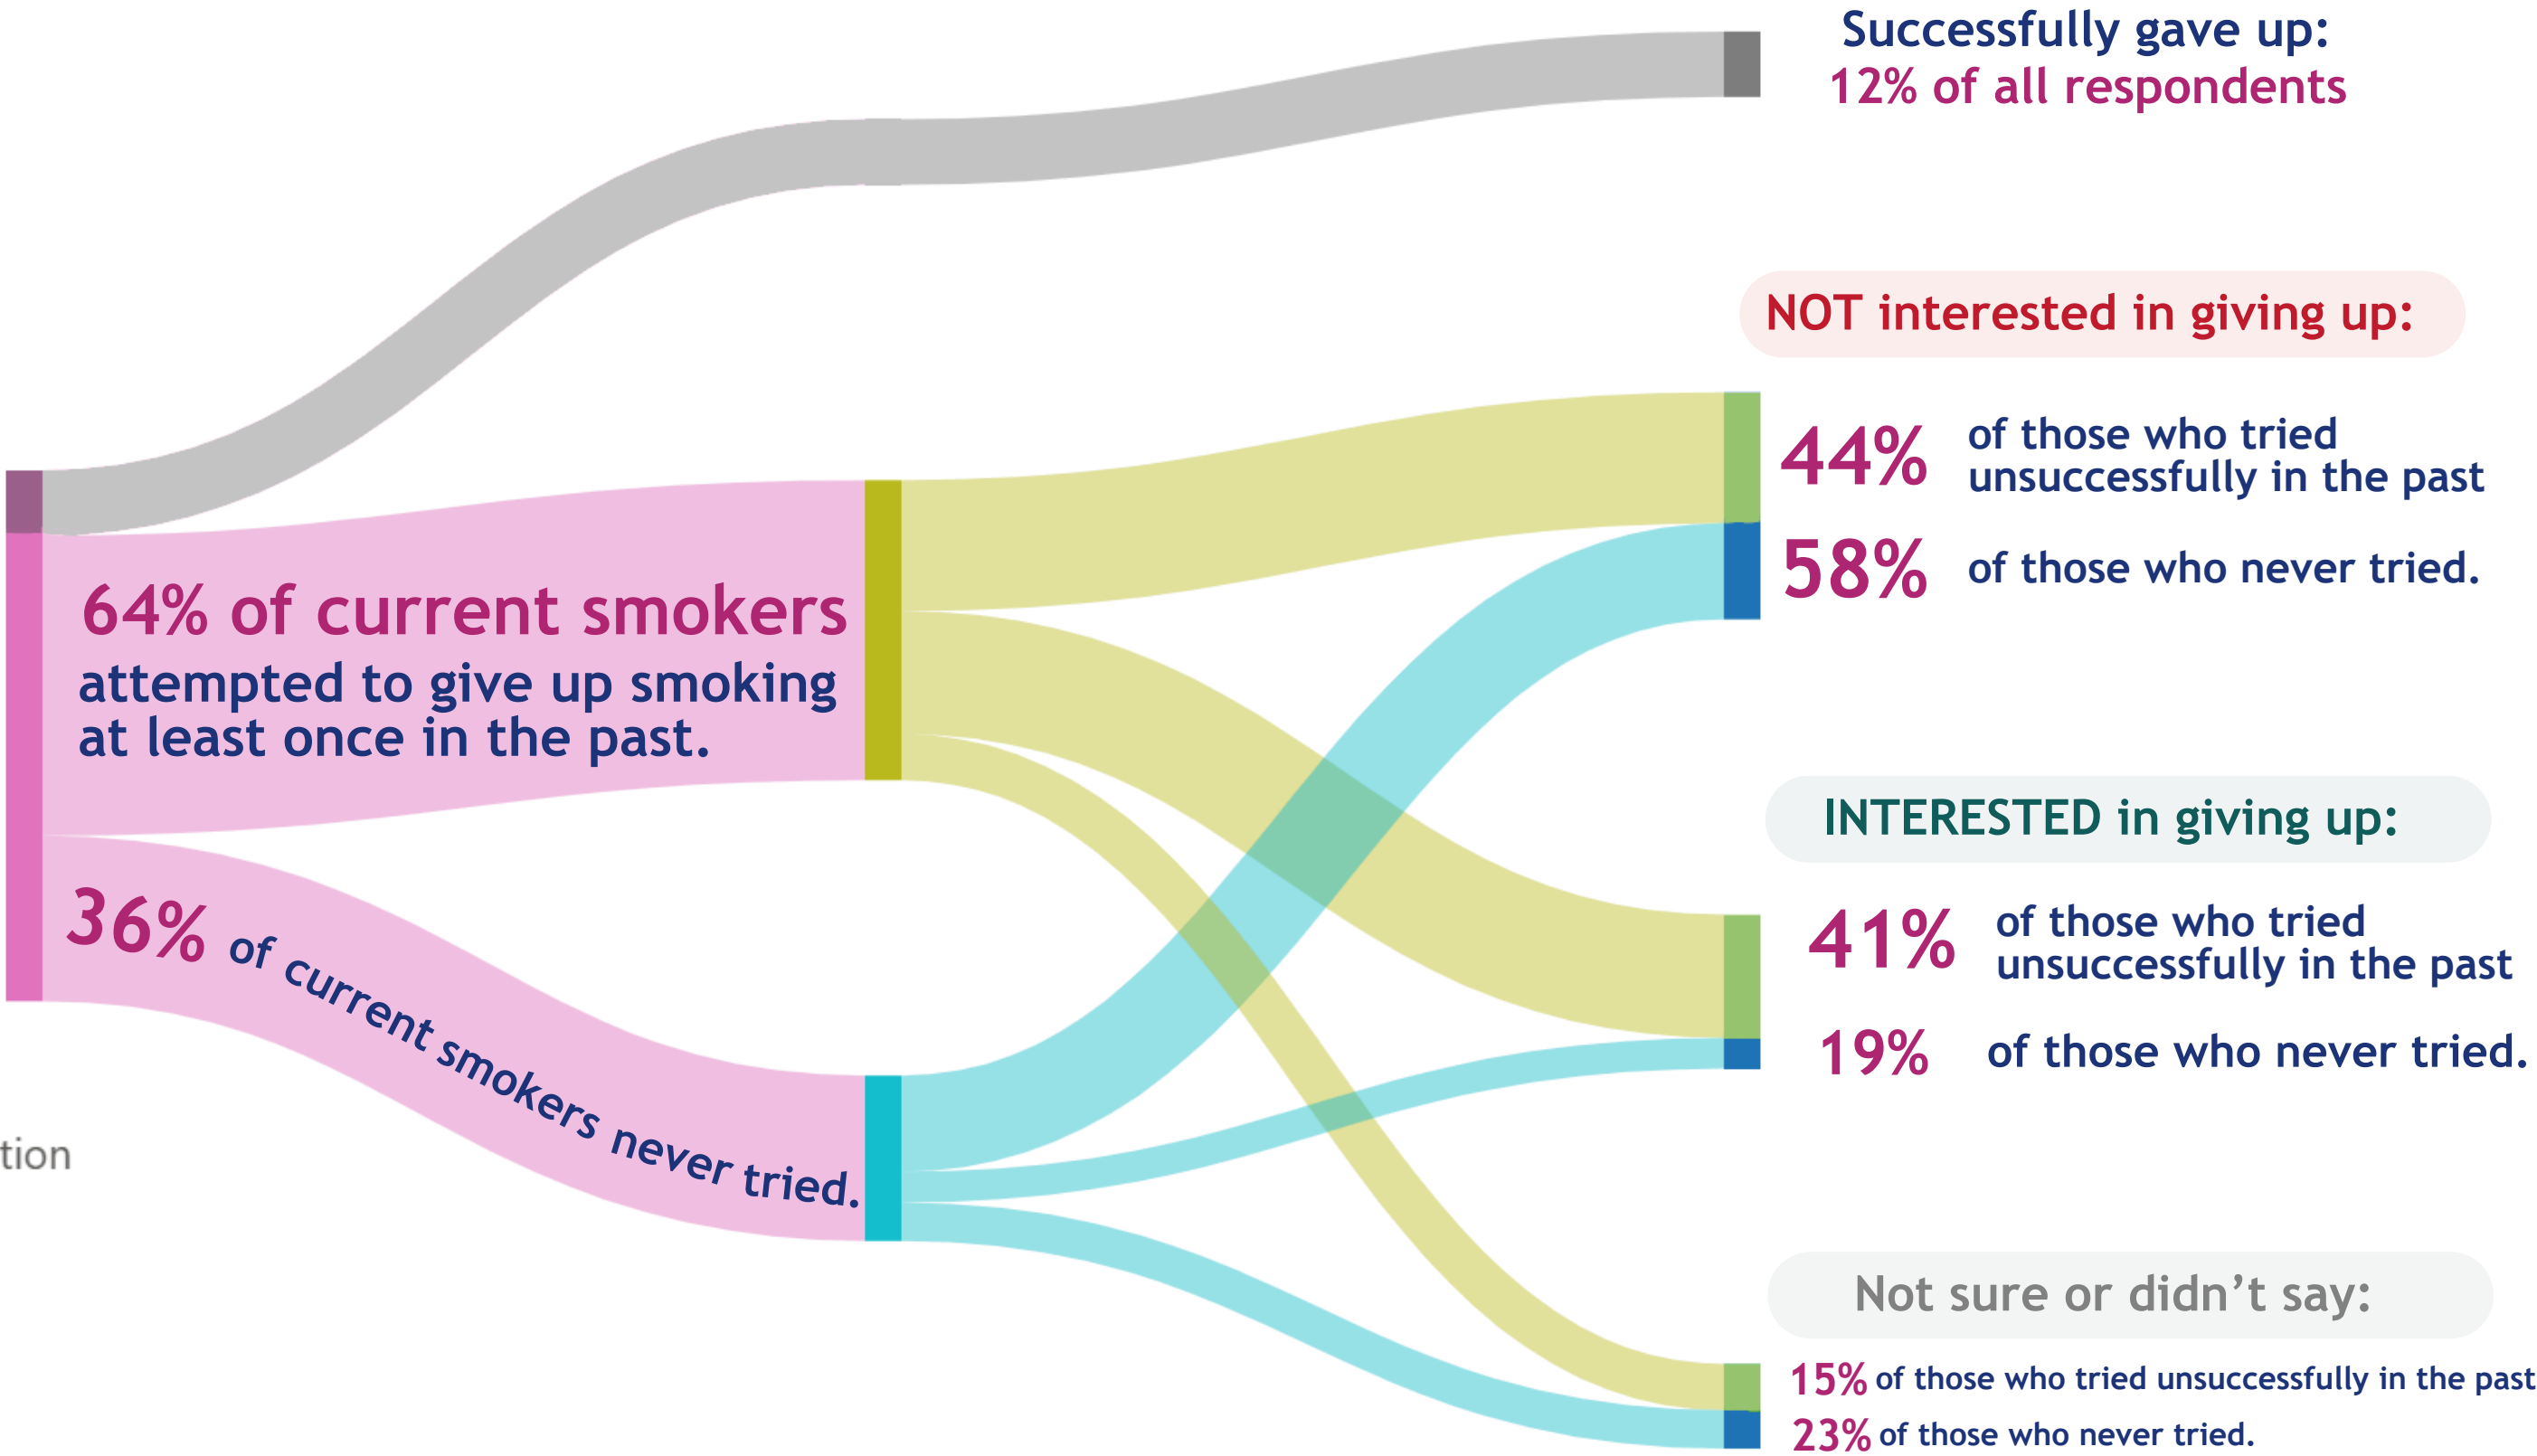 Successfully gave up:
12% of all respondents
NOT interested in giving up:
44% of those who tried
unsuccessfully in the past
58% of those who never tried.
64% of current smokers
attempted to give up smoking
at least once in the past.
INTERESTED in giving up:
41% of those who tried
unsuccessfully in the past
19% of those who never tried.
36% of current smokers never tried.
tion
Not sure or didn’t say:
15% of those who tried unsuccessfully in the past
23% of those who never tried.